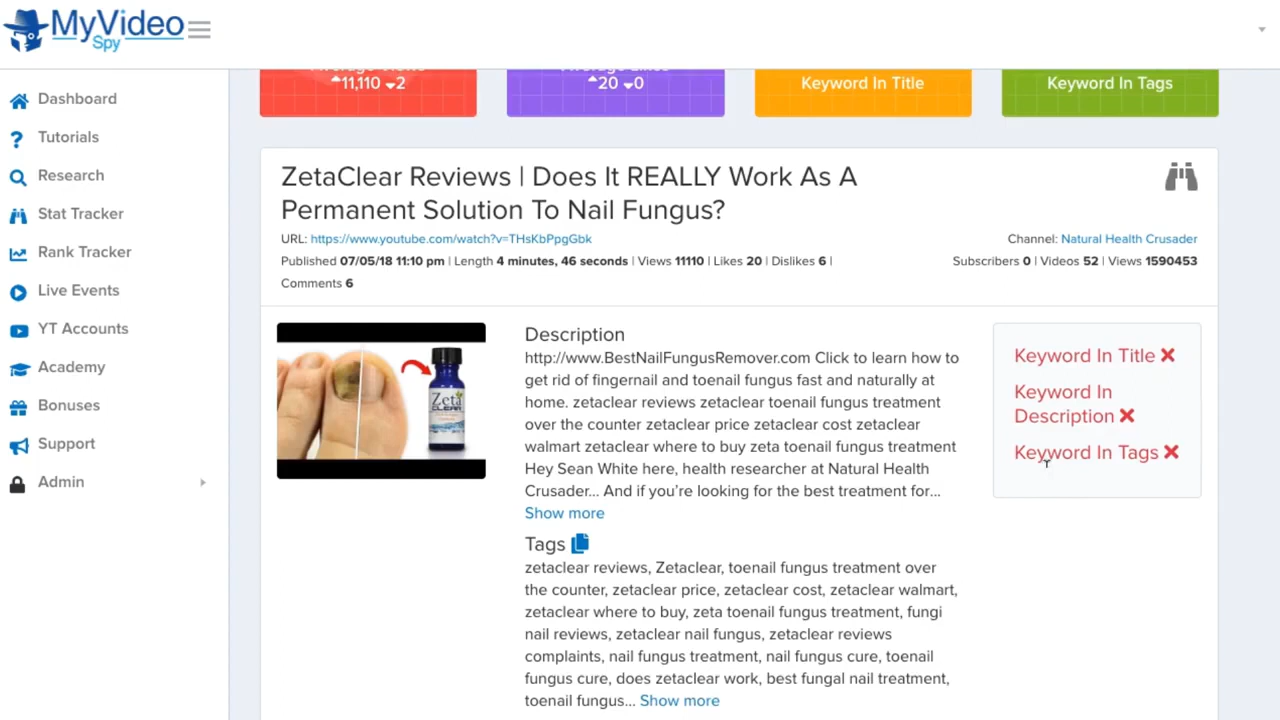 MyVideo
Spy
Average Views
11,110 2
Average Likes
20 0
Keyword In Title
Keyword In Tags
Dashboard
Tutorials
Research
Stat Tracker
Rank Tracker
Live Events
YT Accounts
Academy
Bonuses
Support
Admin
ZetaClear Reviews | Does It REALLY Work As A
Permanent Solution To Nail Fungus?
URL: https://www.youtube.com/watch?v=THsKbPpgGbk
Channel: Natural Health Crusader
Published 07/05/18 11:10 pm | Length 4 minutes, 46 seconds | Views 11110 | Likes 20 | Dislikes 6 |
Comments 6
Subscribers 0 | Videos 52 | Views 1590453
Zeta
CLEAR
Description
http://www.BestNailFungusRemover.com Click to learn how to
get rid of fingernail and toenail fungus fast and naturally at
home. zetaclear reviews zetaclear toenail fungus treatment
over the counter zetaclear price zetaclear cost zetaclear
walmart zetaclear where to buy zeta toenail fungus treatment
Hey Sean White here, health researcher at Natural Health
Crusader... And if you’re looking for the best treatment for...
Show more
Tags
zetaclear reviews, Zetaclear, toenail fungus treatment over
the counter, zetaclear price, zetaclear cost, zetaclear walmart,
zetaclear where to buy, zeta toenail fungus treatment, fungi
nail reviews, zetaclear nail fungus, zetaclear reviews
complaints, nail fungus treatment, nail fungus cure, toenail
fungus cure, does zetaclear work, best fungal nail treatment,
toenail fungus... Show more
Keyword In Title
Keyword In
Description
Keyword In Tags